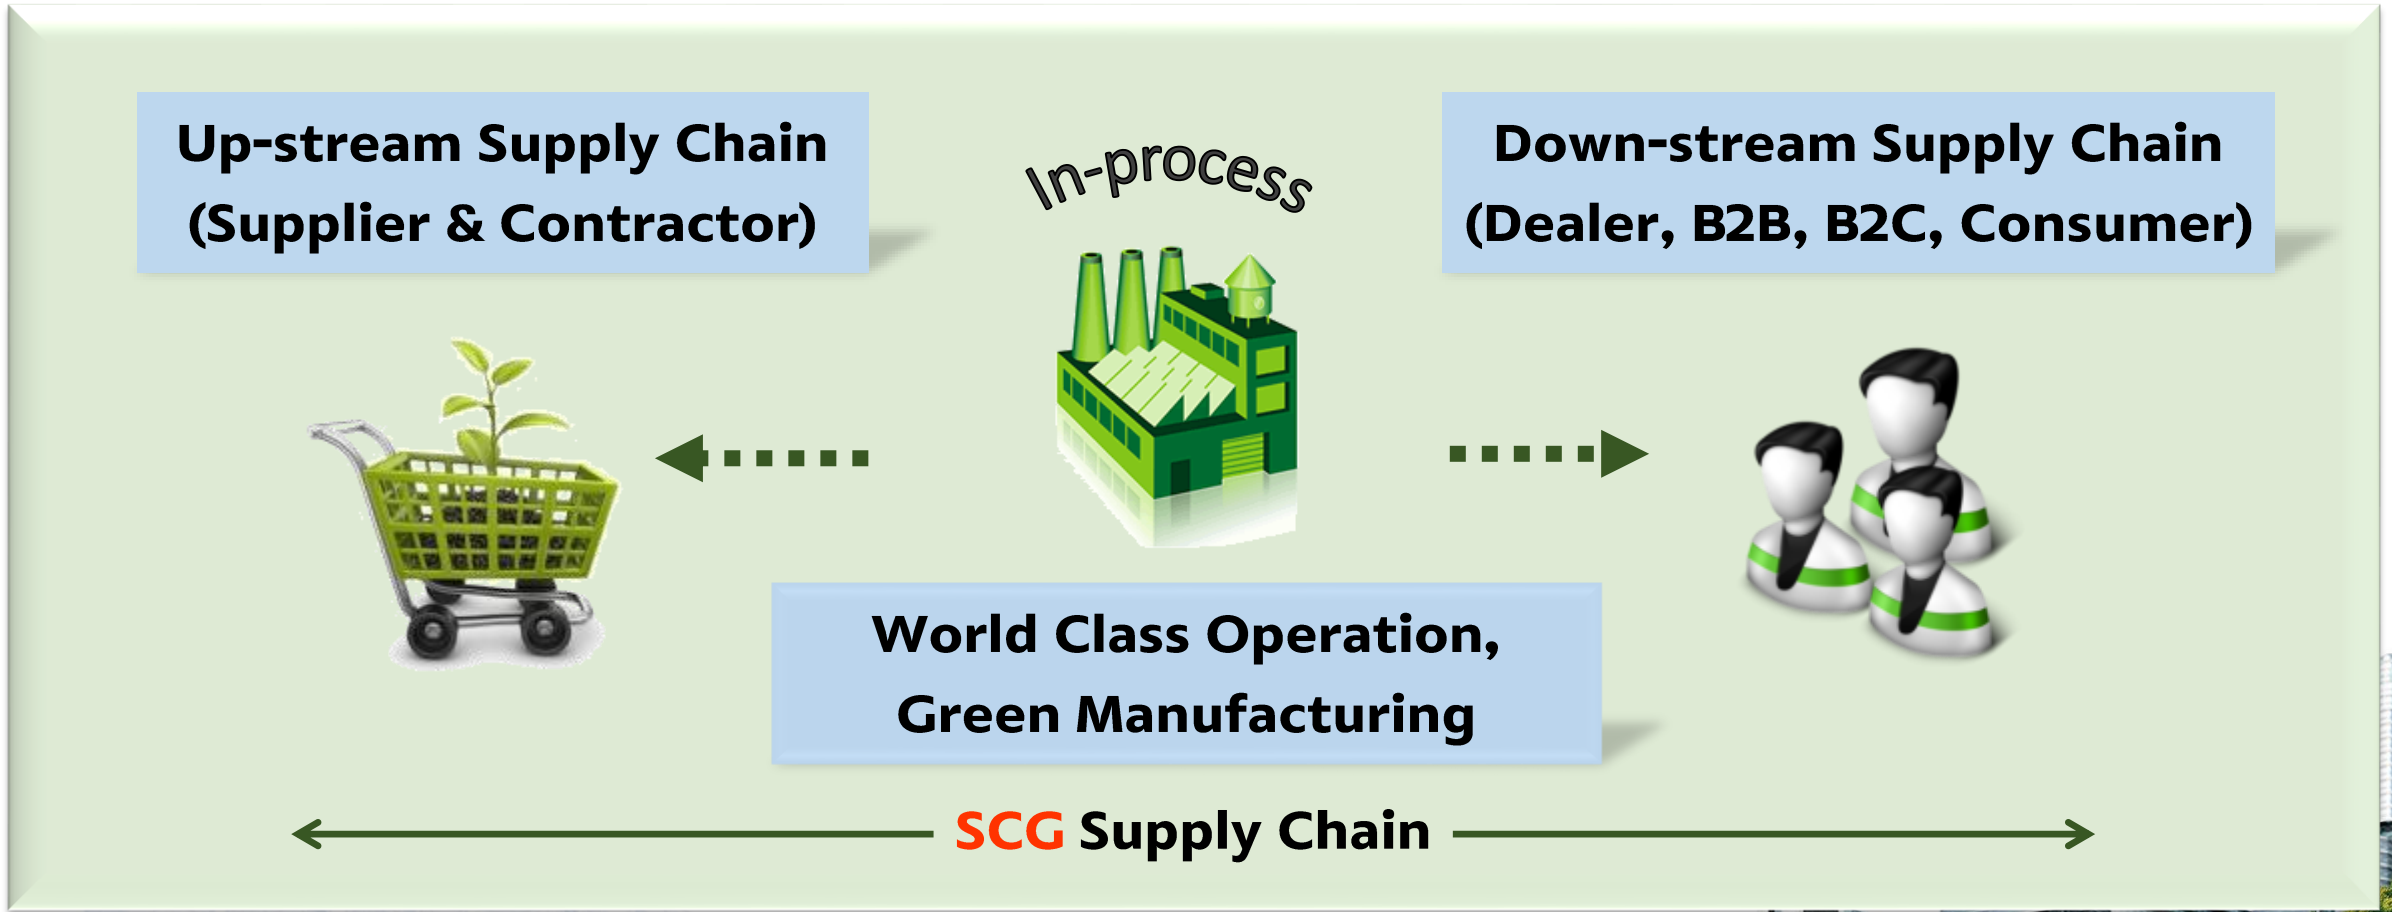 Up-stream Supply Chain
(Supplier & Contractor)
In-process
Down-stream Supply Chain
(Dealer, B2B, B2C, Consumer)
World Class Operation,
Green Manufacturing
SCG Supply Chain